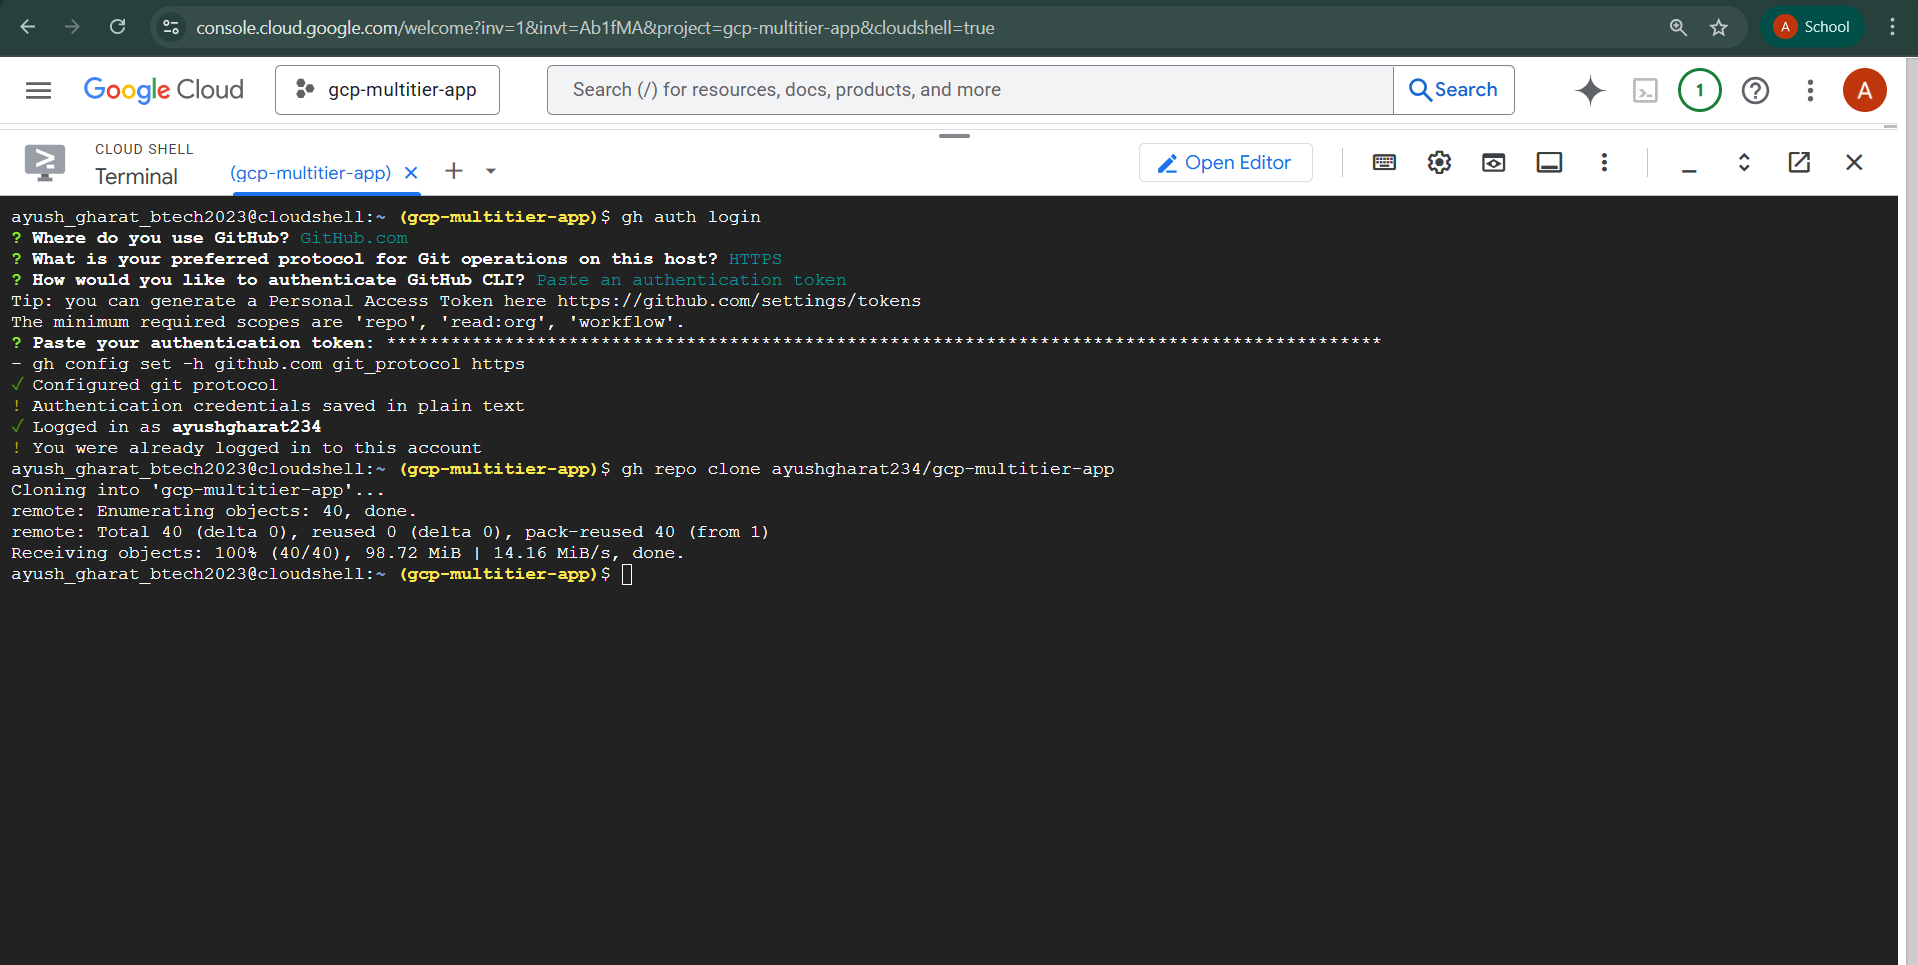 console.cloud.google.com/welcome?inv=1&invt=Ab1fMA&project=gcp-multitier-app&cloudshell=true
A School
Google Cloud
gcp-multitier-app
Search (/) for resources, docs, products, and more
Search
1
A
CLOUD SHELL
Terminal
(gcp-multitier-app)
Open Editor
ayush_gharat_btech2023@cloudshell:~ (gcp-multitier-app)$ gh auth login
? Where do you use GitHub? GitHub.com
? What is your preferred protocol for Git operations on this host? HTTPS
? How would you like to authenticate GitHub CLI? Paste an authentication token
Tip: you can generate a Personal Access Token here https://github.com/settings/tokens
The minimum required scopes are 'repo', 'read:org', 'workflow'.
? Paste your authentication token: *********************************************************************************************
- gh config set -h github.com git_protocol https
✓ Configured git protocol
! Authentication credentials saved in plain text
✓ Logged in as ayushgharat234
! You were already logged in to this account
ayush_gharat_btech2023@cloudshell:~ (gcp-multitier-app)$ gh repo clone ayushgharat234/gcp-multitier-app
Cloning into 'gcp-multitier-app'...
remote: Enumerating objects: 40, done.
remote: Total 40 (delta 0), reused 0 (delta 0), pack-reused 40 (from 1)
Receiving objects: 100% (40/40), 98.72 MiB | 14.16 MiB/s, done.
ayush_gharat_btech2023@cloudshell:~ (gcp-multitier-app)$